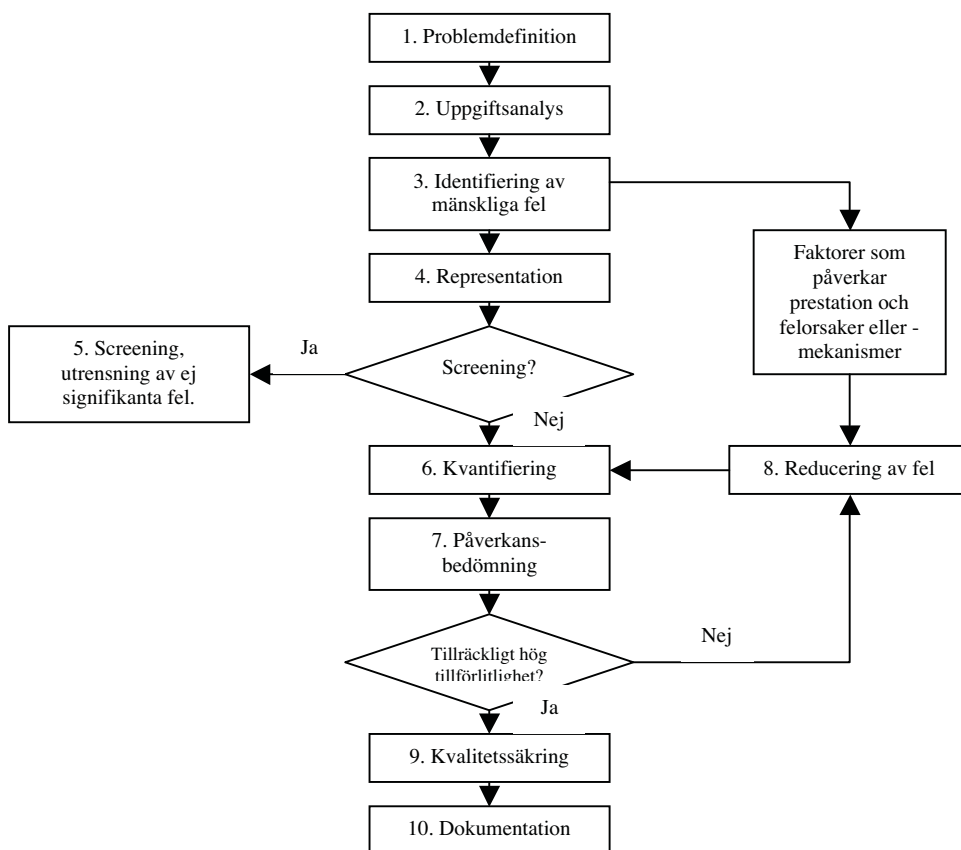 1. Problemdefinition
2. Uppgiftsanalys
3. Identifiering av
mänskliga fel
4. Representation
Faktorer som
påverkar
prestation och
felorsaker eller -
mekanismer
5. Screening,
utrensning av ej
signifikanta fel.
Ja
Screening?
Nej
6. Kvantifiering
8. Reducering av fel
7. Påverkans-
bedömning
Tillräckligt hög
tillförlitlighet?
Nej
Ja
9. Kvalitetssäkring
10. Dokumentation